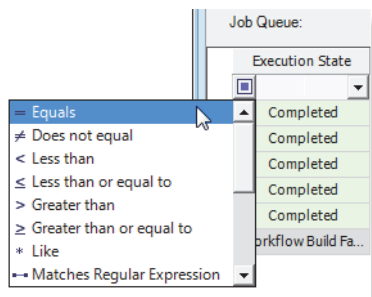 Job Queue:
Execution State
= Equals
≠ Does not equal
< Less than
≤ Less than or equal to
> Greater than
≥ Greater than or equal to
* Like
Matches Regular Expression
Completed
Completed
Completed
Completed
Completed
orkflow Build Fa...